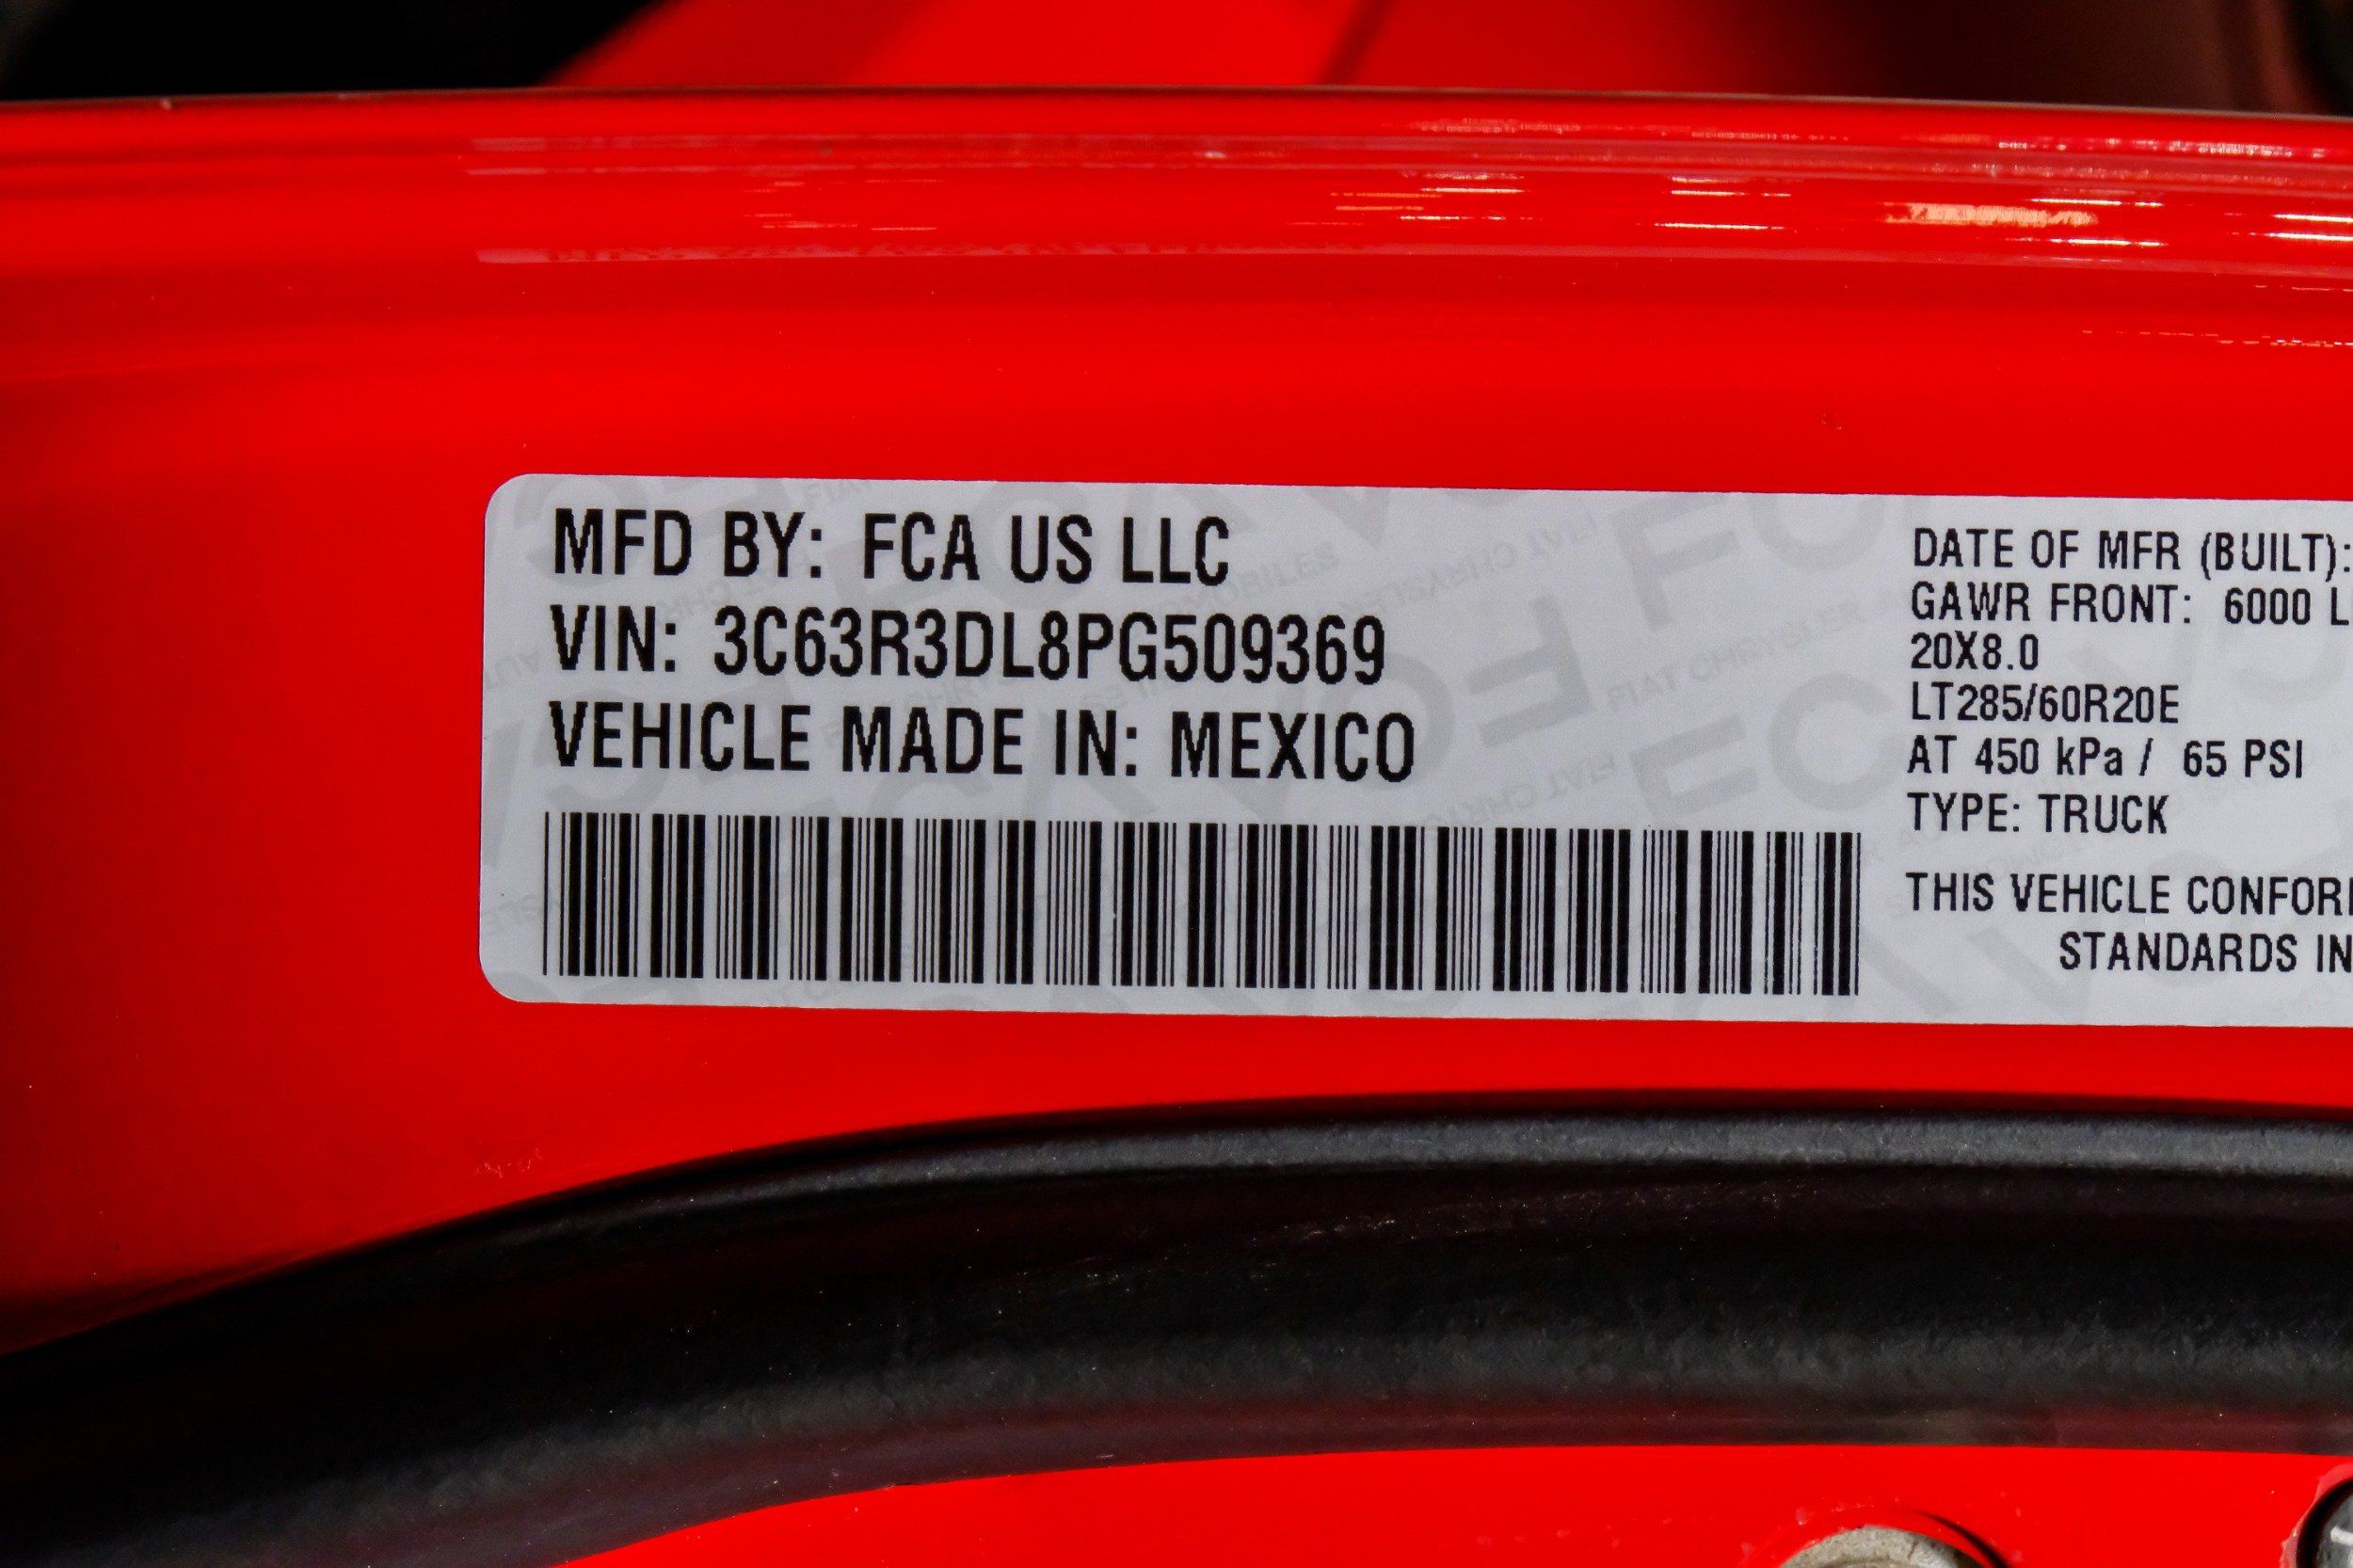 MFD BY: FCA US LLC
VIN: 3C63R3DL8PG509369
VEHICLE MADE IN: MEXICO
DATE OF MFR (BUILT):
GAWR FRONT: 6000 L
20X8.0
LT285/60R20E
AT 450 kPa / 65 PSI
TYPE: TRUCK
THIS VEHICLE CONFOR
STANDARDS IN